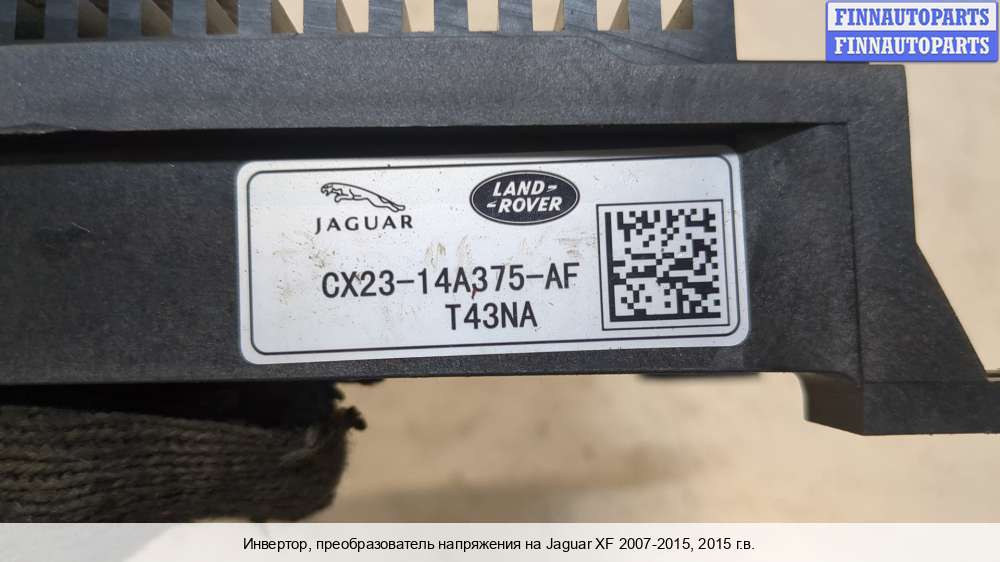 FINNAUTOPARTS
FINNAUTOPARTS
JAGUAR
LAND-
-ROVER
CX23-14A375-AF
T43NA
Инвертор, преобразователь напряжения на Jaguar XF 2007-2015, 2015 г.в.